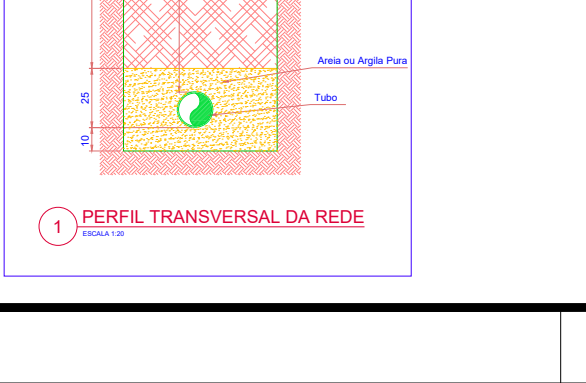 Areia ou Argila Pura
25
Tubo
10
1
PERFIL TRANSVERSAL DA REDE
ESCALA 1:20